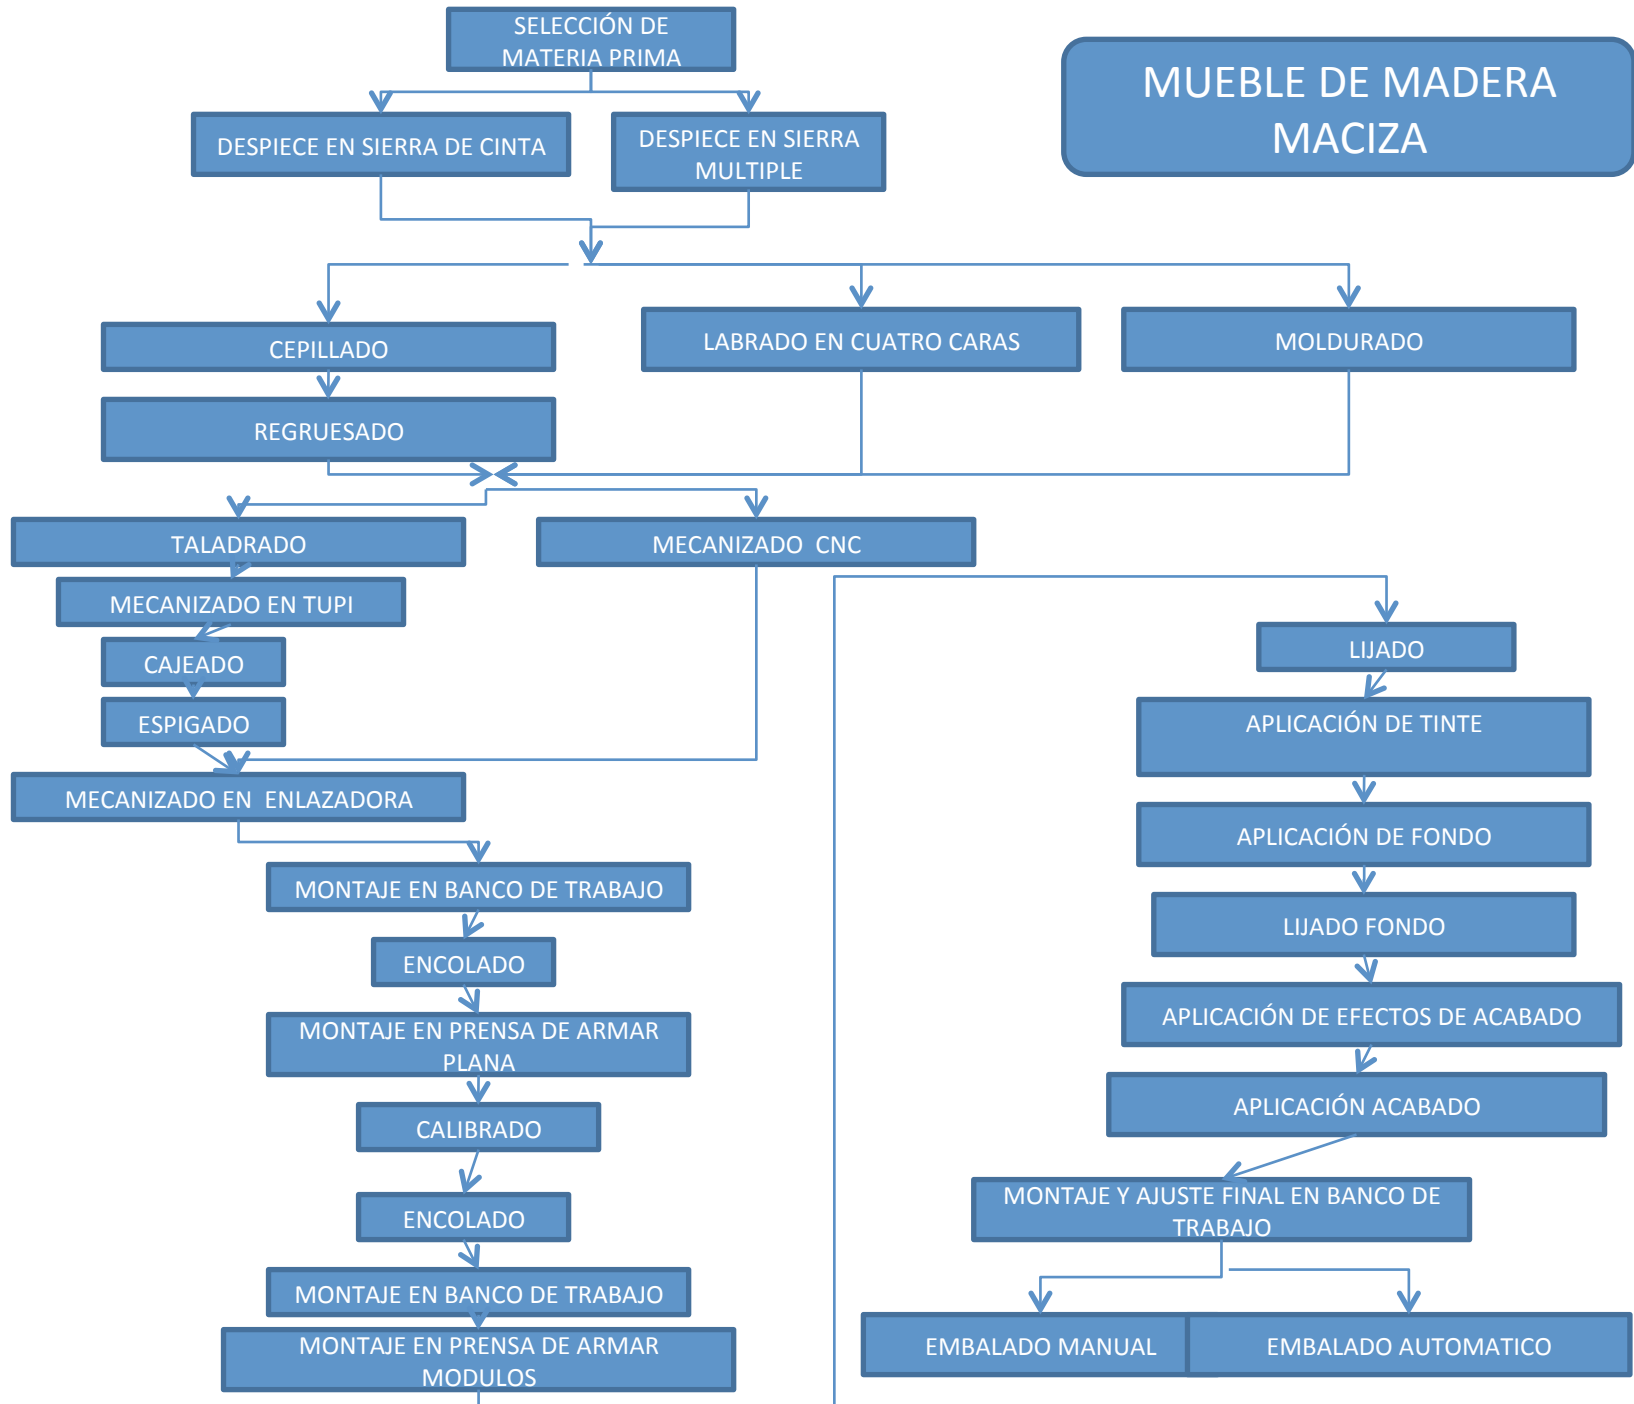 SELECCIÓN DE
MATERIA PRIMA
MUEBLE DE MADERA
MACIZA
DESPIECE EN SIERRA DE CINTA
DESPIECE EN SIERRA
MULTIPLE
CEPILLADO
LABRADO EN CUATRO CARAS
MOLDURADO
REGRUESADO
TALADRADO
MECANIZADO CNC
MECANIZADO EN TUPI
CAJEADO
ESPIGADO
MECANIZADO EN ENLAZADORA
MONTAJE EN BANCO DE TRABAJO
ENCOLADO
MONTAJE EN PRENSA DE ARMAR
PLANA
CALIBRADO
ENCOLADO
MONTAJE EN BANCO DE TRABAJO
MONTAJE EN PRENSA DE ARMAR
MODULOS
LIJADO
APLICACIÓN DE TINTE
APLICACIÓN DE FONDO
LIJADO FONDO
APLICACIÓN DE EFECTOS DE ACABADO
APLICACIÓN ACABADO
MONTAJE Y AJUSTE FINAL EN BANCO DE
TRABAJO
EMBALADO MANUAL
EMBALADO AUTOMATICO